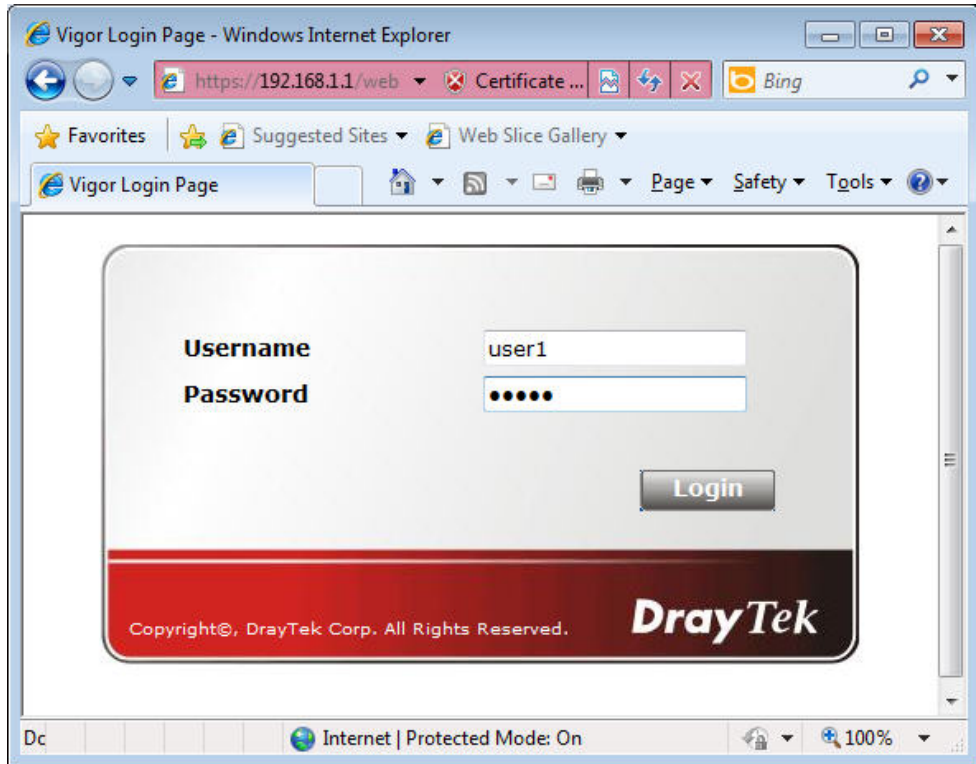 Vigor Login Page - Windows Internet Explorer
https://192.168.1.1/web Certificate ... Bing
Favorites Suggested Sites Web Slice Gallery
Vigor Login Page Page Safety Tools
Username user1
Password •••••
Login
Copyright©, DrayTek Corp. All Rights Reserved. DrayTek
Internet | Protected Mode: On 100%